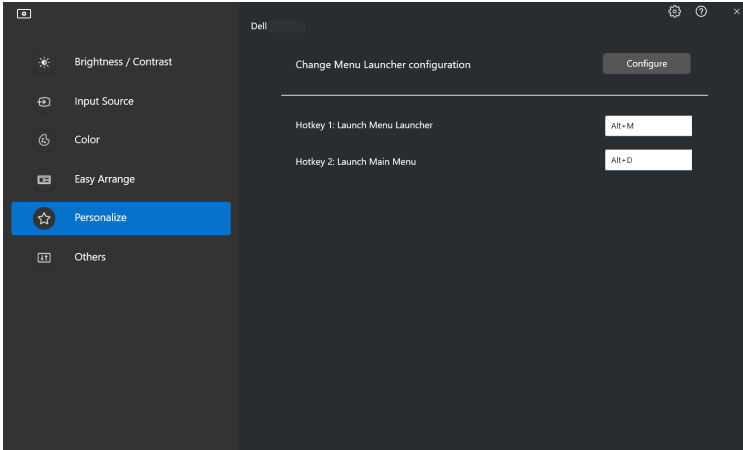 Dell
Brightness / Contrast
Input Source
Color
Easy Arrange
Personalize
Others
Change Menu Launcher configuration
Configure
Hotkey 1: Launch Menu Launcher
Alt+M
Hotkey 2: Launch Main Menu
Alt+D